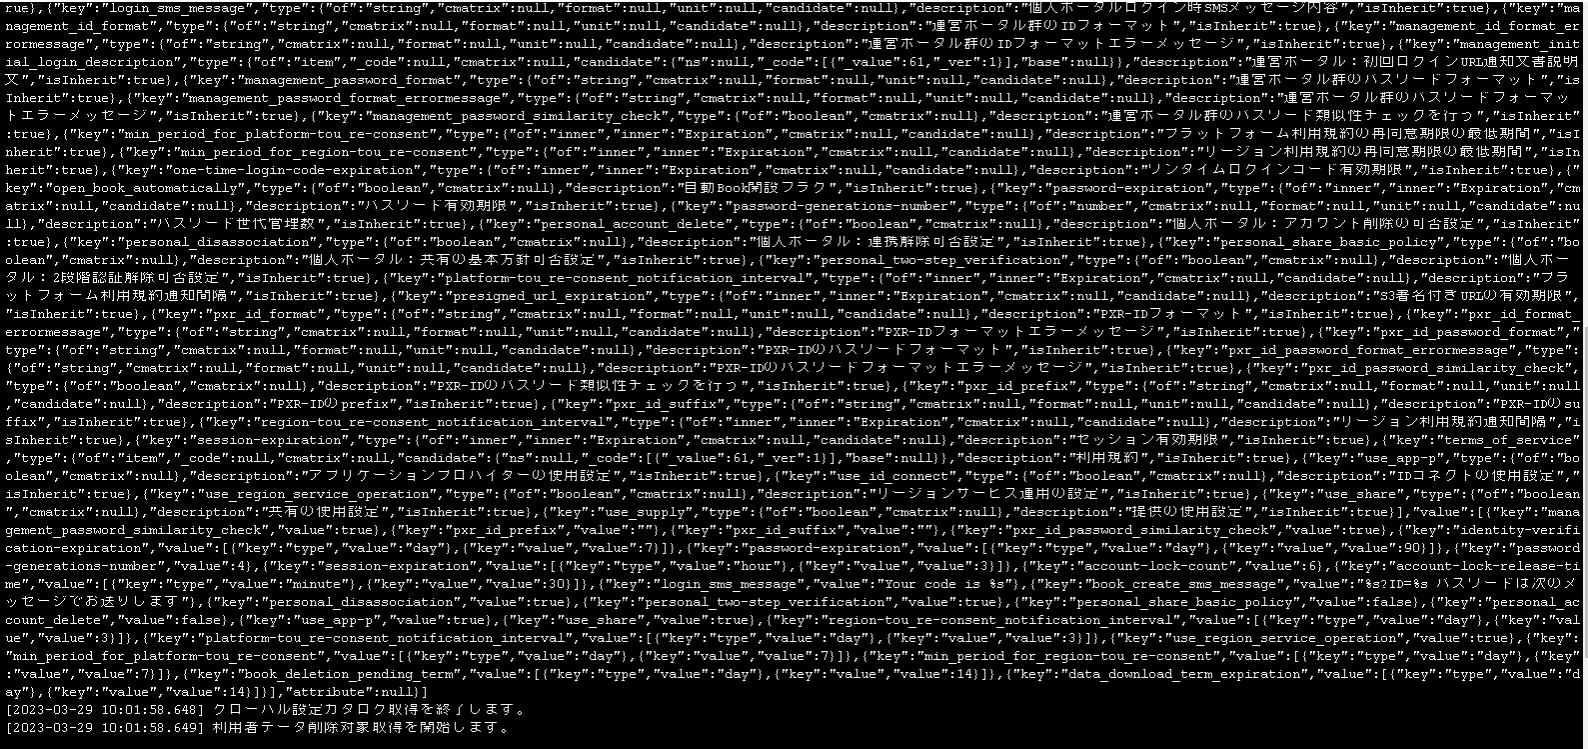 rue},{"key":"login_sms_message","type":{"of":"string","cmatrix":null,"format":null,"unit":null,"candidate":null},"description":"個人ポータルログイン時SMSメッセージ内容","isInherit":true},{"key":"ma
nagement_id_format","type":{"of":"string","cmatrix":null,"format":null,"unit":null,"candidate":null},"description":"運営ポータル群のIDフォーマット","isInherit":true},{"key":"management_id_format_er
rormessage","type":{"of":"string","cmatrix":null,"format":null,"unit":null,"candidate":null},"description":"運営ポータル群のIDフォーマットエラーメッセージ","isInherit":true},{"key":"management_init
ial_login_description","type":{"of":"item","_code":null,"cmatrix":null,"candidate":{"ns":null,"_code":[{"_value":61,"_ver":1}],"base":null}},"description":"運営ポータル：初回ログインURL通知文書説明
文","isInherit":true},{"key":"management_password_format","type":{"of":"string","cmatrix":null,"format":null,"unit":null,"candidate":null},"description":"運営ポータル群のパスワードフォーマット","is
Inherit":true},{"key":"management_password_format_errormessage","type":{"of":"string","cmatrix":null,"format":null,"unit":null,"candidate":null},"description":"運営ポータル群のパスワードフォーマッ
トエラーメッセージ","isInherit":true},{"key":"management_password_similarity_check","type":{"of":"boolean","cmatrix":null},"description":"運営ポータル群のパスワード類似性チェックを行う","isInherit"
:true},{"key":"min_period_for_platform-tou_re-consent","type":{"of":"inner","inner":"Expiration","cmatrix":null,"candidate":null},"description":"プラットフォーム利用規約の再同意期限の最低期間","isI
nherit":true},{"key":"min_period_for_region-tou_re-consent","type":{"of":"inner","inner":"Expiration","cmatrix":null,"candidate":null},"description":"リージョン利用規約の再同意期限の最低期間","isIn
herit":true},{"key":"one-time-login-code-expiration","type":{"of":"inner","inner":"Expiration","cmatrix":null,"candidate":null},"description":"ワンタイムログインコード有効期限","isInherit":true},{"
key":"open_book_automatically","type":{"of":"boolean","cmatrix":null},"description":"自動Book開設フラグ","isInherit":true},{"key":"password-expiration","type":{"of":"inner","inner":"Expiration","cm
atrix":null,"candidate":null},"description":"パスワード有効期限","isInherit":true},{"key":"password-generations-number","type":{"of":"number","cmatrix":null,"format":null,"unit":null,"candidate":nu
ll},"description":"パスワード世代管理数","isInherit":true},{"key":"personal_account_delete","type":{"of":"boolean","cmatrix":null},"description":"個人ポータル：アカウント削除の可否設定","isInherit"
:true},{"key":"personal_disassociation","type":{"of":"boolean","cmatrix":null},"description":"個人ポータル：連携解除可否設定","isInherit":true},{"key":"personal_share_basic_policy","type":{"of":"bo
olean","cmatrix":null},"description":"個人ポータル：共有の基本方針可否設定","isInherit":true},{"key":"personal_two-step_verification","type":{"of":"boolean","cmatrix":null},"description":"個人ポー
タル：2段階認証解除可否設定","isInherit":true},{"key":"platform-tou_re-consent_notification_interval","type":{"of":"inner","inner":"Expiration","cmatrix":null,"candidate":null},"description":"プラ
ットフォーム利用規約通知間隔","isInherit":true},{"key":"presigned_url_expiration","type":{"of":"inner","inner":"Expiration","cmatrix":null,"candidate":null},"description":"S3署名付きURLの有効期限",
"isInherit":true},{"key":"pxr_id_format","type":{"of":"string","cmatrix":null,"format":null,"unit":null,"candidate":null},"description":"PXR-IDフォーマット","isInherit":true},{"key":"pxr_id_format_
errormessage","type":{"of":"string","cmatrix":null,"format":null,"unit":null,"candidate":null},"description":"PXR-IDフォーマットエラーメッセージ","isInherit":true},{"key":"pxr_id_password_format",
"type":{"of":"string","cmatrix":null,"format":null,"unit":null,"candidate":null},"description":"PXR-IDのパスワードフォーマット","isInherit":true},{"key":"pxr_id_password_format_errormessage","type":
{"of":"string","cmatrix":null,"format":null,"unit":null,"candidate":null},"description":"PXR-IDのパスワードフォーマットエラーメッセージ","isInherit":true},{"key":"pxr_id_password_similarity_check",
"type":{"of":"boolean","cmatrix":null},"description":"PXR-IDのパスワード類似性チェックを行う","isInherit":true},{"key":"pxr_id_prefix","type":{"of":"string","cmatrix":null,"format":null,"unit":null
,"candidate":null},"description":"PXR-IDのprefix","isInherit":true},{"key":"pxr_id_suffix","type":{"of":"string","cmatrix":null,"format":null,"unit":null,"candidate":null},"description":"PXR-IDのsu
ffix","isInherit":true},{"key":"region-tou_re-consent_notification_interval","type":{"of":"inner","inner":"Expiration","cmatrix":null,"candidate":null},"description":"リージョン利用規約通知間隔","i
sInherit":true},{"key":"session-expiration","type":{"of":"inner","inner":"Expiration","cmatrix":null,"candidate":null},"description":"セッション有効期限","isInherit":true},{"key":"terms_of_service"
,"type":{"of":"item","_code":null,"cmatrix":null,"candidate":{"ns":null,"_code":[{"_value":61,"_ver":1}],"base":null}},"description":"利用規約","isInherit":true},{"key":"use_app-p","type":{"of":"bo
olean","cmatrix":null},"description":"アプリケーションプロバイダーの使用設定","isInherit":true},{"key":"use_id_connect","type":{"of":"boolean","cmatrix":null},"description":"IDコネクトの使用設定",
"isInherit":true},{"key":"use_region_service_operation","type":{"of":"boolean","cmatrix":null},"description":"リージョンサービス運用の設定","isInherit":true},{"key":"use_share","type":{"of":"boolean
","cmatrix":null},"description":"共有の使用設定","isInherit":true},{"key":"use_supply","type":{"of":"boolean","cmatrix":null},"description":"提供の使用設定","isInherit":true}],"value":[{"key":"mana
gement_password_similarity_check","value":true},{"key":"pxr_id_prefix","value":""},{"key":"pxr_id_suffix","value":""},{"key":"pxr_id_password_similarity_check","value":true},{"key":"identity-verifi
cation-expiration","value":[{"key":"type","value":"day"},{"key":"value","value":7}]},{"key":"password-expiration","value":[{"key":"type","value":"day"},{"key":"value","value":90}]},{"key":"password
-generations-number","value":4},{"key":"session-expiration","value":[{"key":"type","value":"hour"},{"key":"value","value":3}]},{"key":"account-lock-count","value":6},{"key":"account-lock-release-ti
me","value":[{"key":"type","value":"minute"},{"key":"value","value":30}]},{"key":"login_sms_message","value":"Your code is %s"},{"key":"book_create_sms_message","value":"%s?ID=%s パスワードは次のメ
ッセージでお送りします"},{"key":"personal_disassociation","value":true},{"key":"personal_two-step_verification","value":true},{"key":"personal_share_basic_policy","value":false},{"key":"personal_ac
count_delete","value":false},{"key":"use_app-p","value":true},{"key":"use_share","value":true},{"key":"region-tou_re-consent_notification_interval","value":[{"key":"type","value":"day"},{"key":"val
ue","value":3}]},{"key":"platform-tou_re-consent_notification_interval","value":[{"key":"type","value":"day"},{"key":"value","value":3}]},{"key":"use_region_service_operation","value":true},{"key":
"min_period_for_platform-tou_re-consent","value":[{"key":"type","value":"day"},{"key":"value","value":7}]},{"key":"min_period_for_region-tou_re-consent","value":[{"key":"type","value":"day"},{"key"
:"value","value":7}]},{"key":"book_deletion_pending_term","value":[{"key":"type","value":"day"},{"key":"value","value":14}]},{"key":"data_download_term_expiration","value":[{"key":"type","value":"d
ay"},{"key":"value","value":14}]}],"attribute":null}]
[2023-03-29 10:01:58.648] グローバル設定カタログ取得を終了します。
[2023-03-29 10:01:58.649] 利用者データ削除対象取得を開始します。